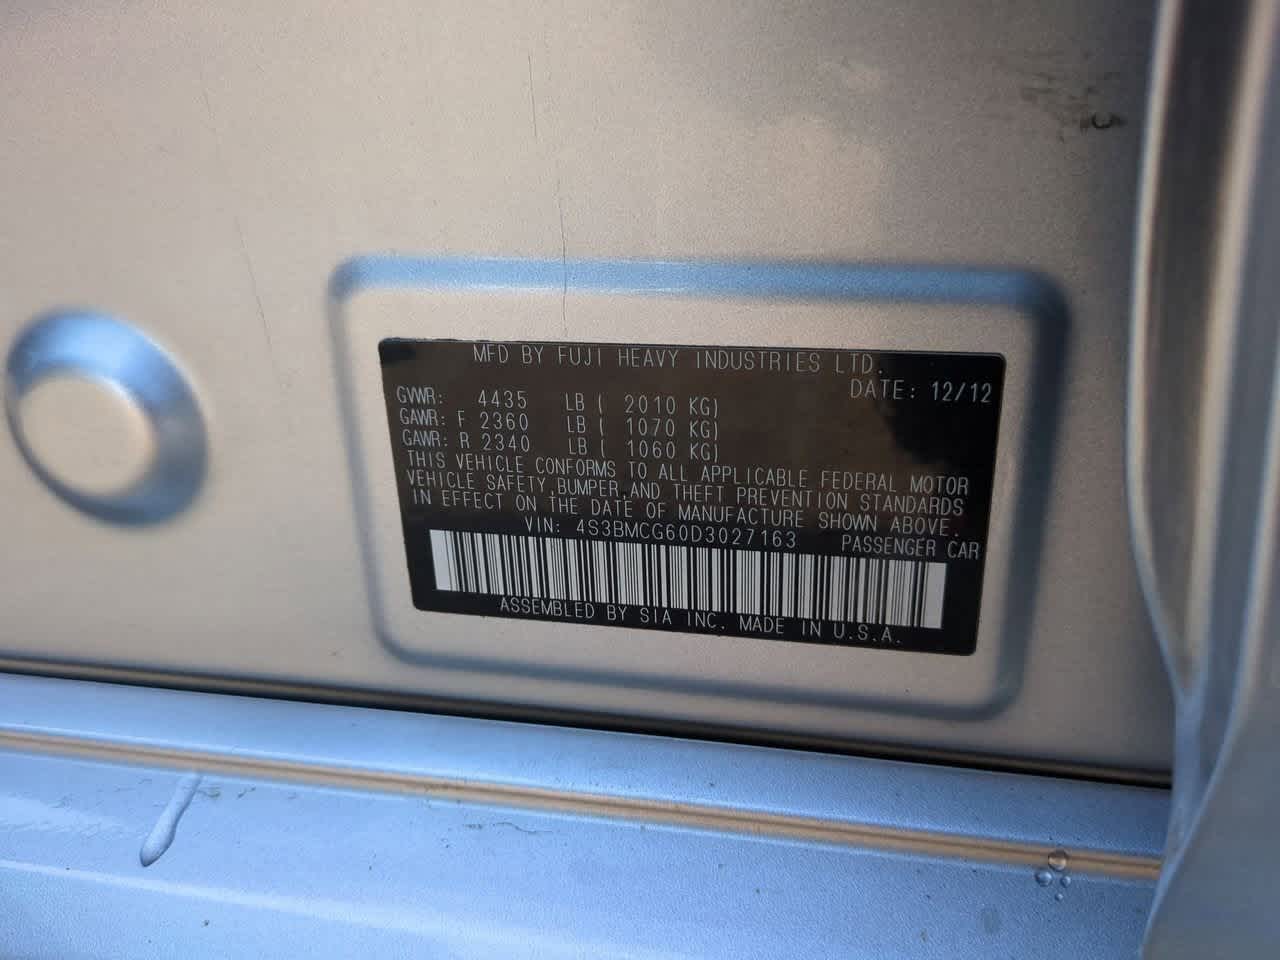 MFD BY FUJI HEAVY INDUSTRIES LTD.
DATE: 12/12
GVWR: 4435 LB ( 2010 KG)
GAWR: F 2360 LB ( 1070 KG)
GAWR: R 2340 LB ( 1060 KG)
THIS VEHICLE CONFORMS TO ALL APPLICABLE FEDERAL MOTOR
VEHICLE SAFETY,BUMPER,AND THEFT PREVENTION STANDARDS
IN EFFECT ON THE DATE OF MANUFACTURE SHOWN ABOVE.
VIN: 4S3BMCG60D3027163 PASSENGER CAR
ASSEMBLED BY SIA INC. MADE IN U.S.A.